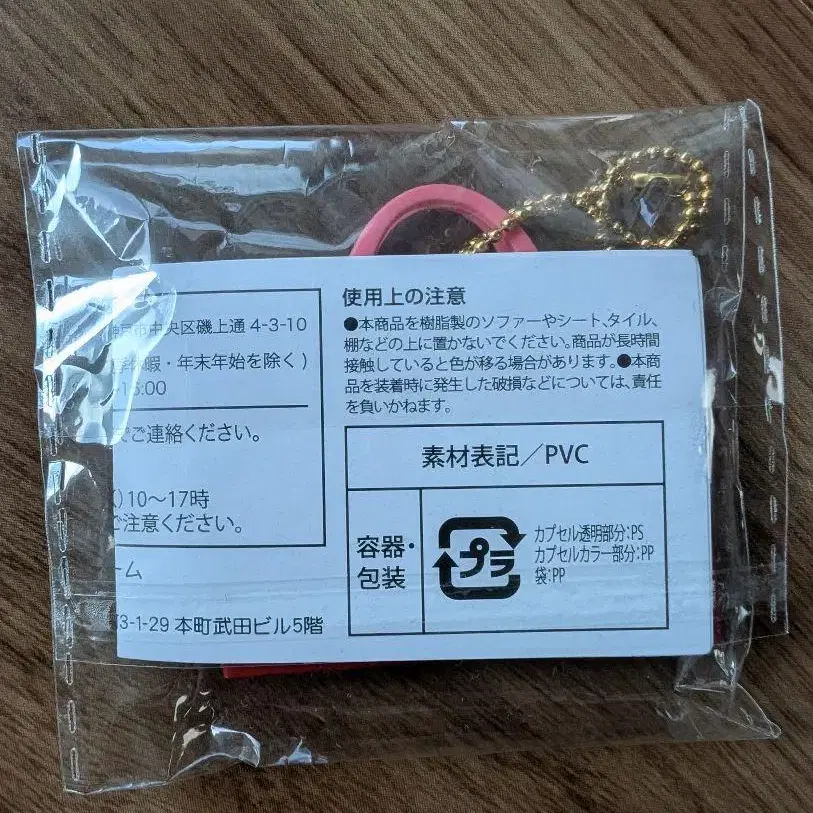 市中央区磯上通 4-3-10
季休暇・年末年始を除く)
15:00
でご連絡ください。
)10～17時
ご注意ください。
ーム
3-1-29 本町武田ビル5階
使用上の注意
●本商品を樹脂製のソファーやシート、タイル、
棚などの上に置かないでください。商品が長時間
接触していると色が移る場合があります。●本商
品を装着時に発生した破損などについては、責任
を負いかねます。
素材表記／PVC
容器・
包装
プラ
カプセル透明部分:PS
カプセルカラー部分:PP
袋:PP